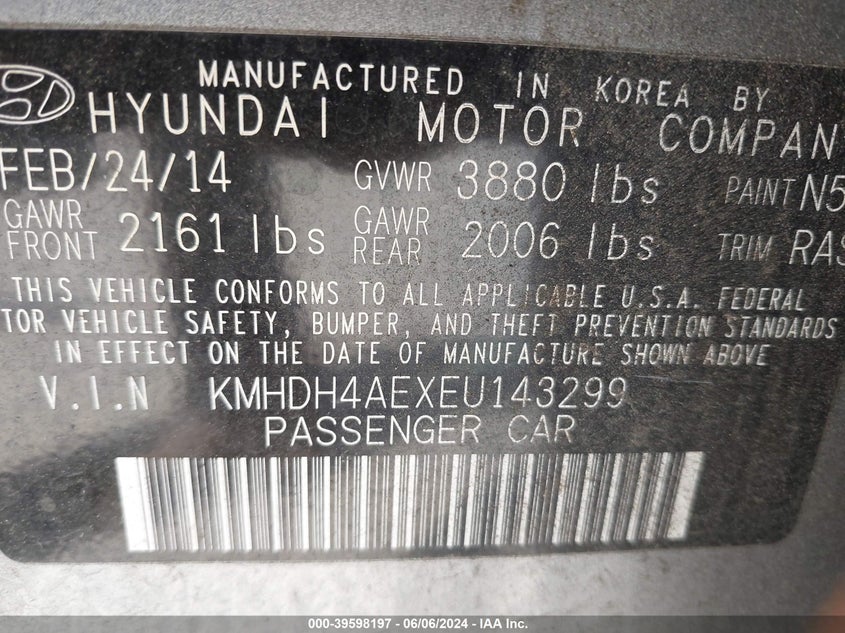 MANUFACTURED IN KOREA BY
HYUNDAI MOTOR COMPAN
FEB/24/14 GVWR 3880 lbs PAINT N5
GAWR FRONT 2161 lbs GAWR REAR 2006 lbs TRIM RAS
THIS VEHICLE CONFORMS TO ALL APPLICABLE U.S.A. FEDERAL
TOR VEHICLE SAFETY, BUMPER, AND THEFT PREVENTION STANDARDS
IN EFFECT ON THE DATE OF MANUFACTURE SHOWN ABOVE
V.I.N KMHDH4AEXEU143299
PASSENGER CAR
000-39598197 - 06/06/2024 - IAA Inc.